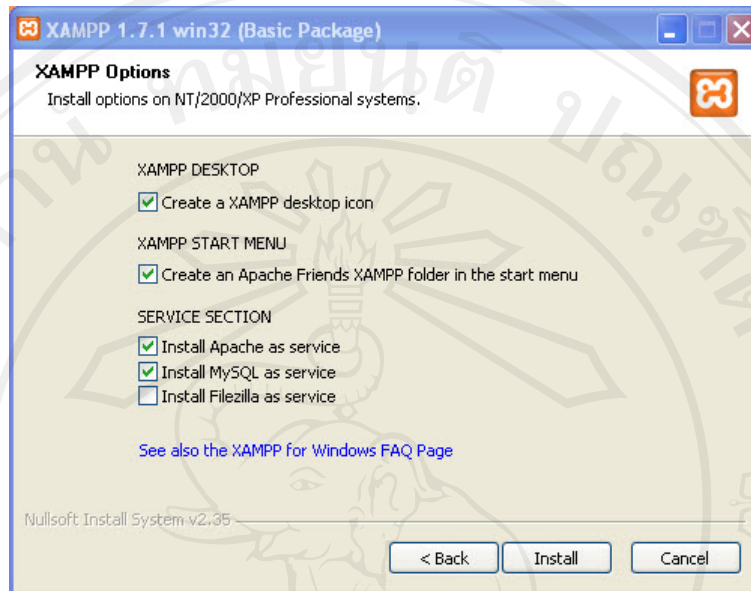 XAMPP 1.7.1 win32 (Basic Package)
XAMPP Options
Install options on NT/2000/XP Professional systems.
XAMPP DESKTOP
Create a XAMPP desktop icon
XAMPP START MENU
Create an Apache Friends XAMPP folder in the start menu
SERVICE SECTION
Install Apache as service
Install MySQL as service
Install Filezilla as service
See also the XAMPP for Windows FAQ Page
Nullsoft Install System v2.35
< Back
Install
Cancel